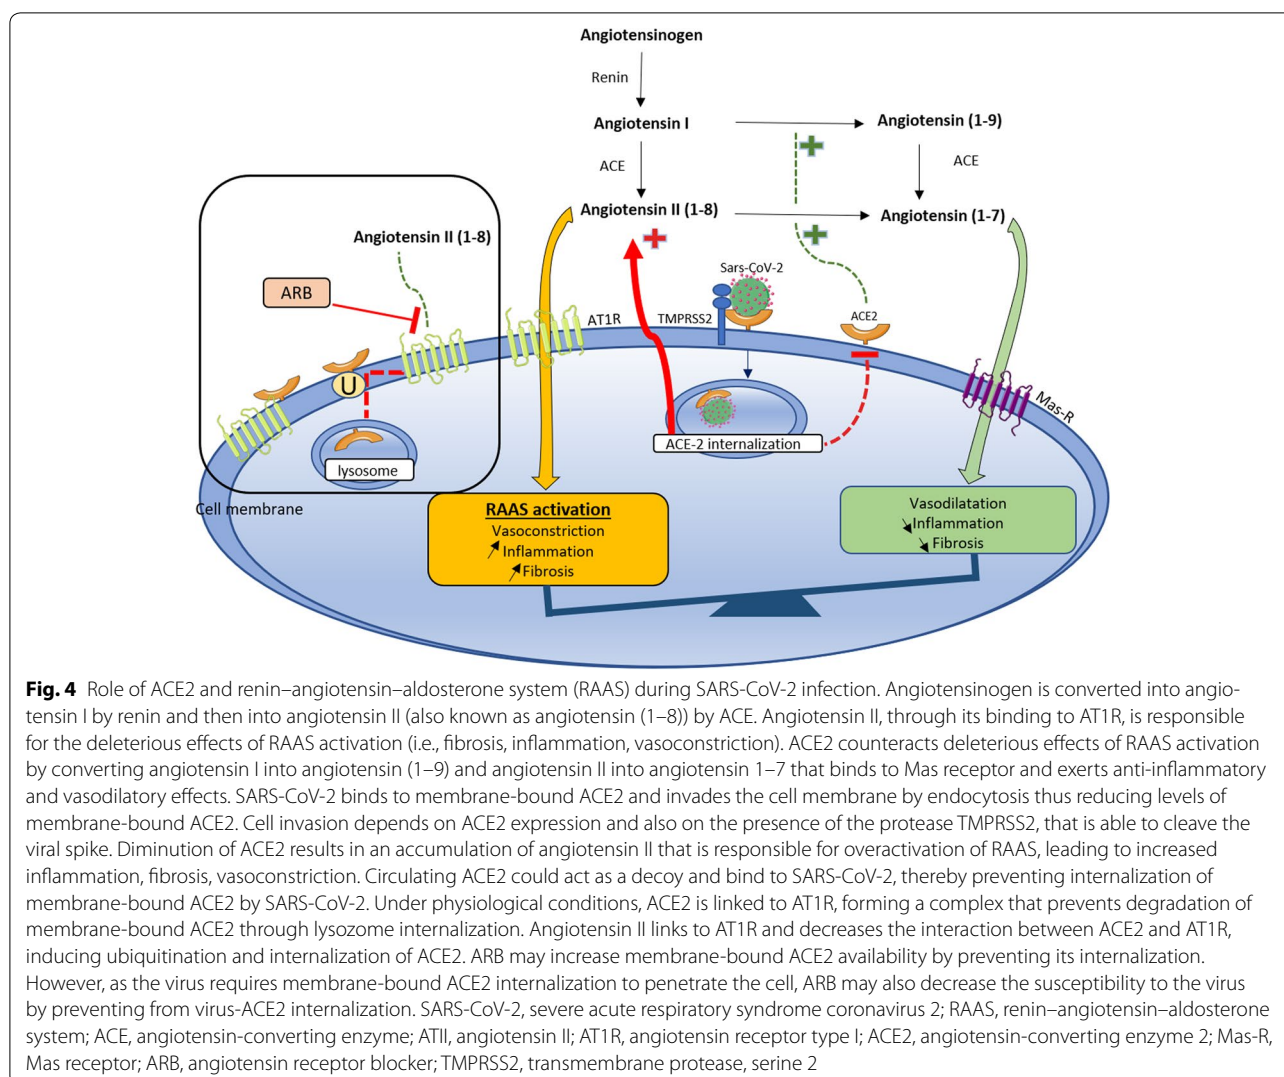 Angiotensinogen
Renin
Angiotensin I
Angiotensin (1-9)
ACE
ACE
Angiotensin II (1-8)
Angiotensin (1-7)
Angiotensin II (1-8)
ARB
Sars-CoV-2
AT1R
TMPRSS2
ACE2
U
Mas-R
ACE-2 internalization
lysosome
Cell membrane
RAAS activation
Vasoconstriction
Inflammation
Fibrosis
Vasodilatation
Inflammation
Fibrosis
Fig. 4 Role of ACE2 and renin–angiotensin–aldosterone system (RAAS) during SARS-CoV-2 infection. Angiotensinogen is converted into angio-
tensin I by renin and then into angiotensin II (also known as angiotensin (1–8)) by ACE. Angiotensin II, through its binding to AT1R, is responsible
for the deleterious effects of RAAS activation (i.e., fibrosis, inflammation, vasoconstriction). ACE2 counteracts deleterious effects of RAAS activation
by converting angiotensin I into angiotensin (1–9) and angiotensin II into angiotensin 1–7 that binds to Mas receptor and exerts anti-inflammatory
and vasodilatory effects. SARS-CoV-2 binds to membrane-bound ACE2 and invades the cell membrane by endocytosis thus reducing levels of
membrane-bound ACE2. Cell invasion depends on ACE2 expression and also on the presence of the protease TMPRSS2, that is able to cleave the
viral spike. Diminution of ACE2 results in an accumulation of angiotensin II that is responsible for overactivation of RAAS, leading to increased
inflammation, fibrosis, vasoconstriction. Circulating ACE2 could act as a decoy and bind to SARS-CoV-2, thereby preventing internalization of
membrane-bound ACE2 by SARS-CoV-2. Under physiological conditions, ACE2 is linked to AT1R, forming a complex that prevents degradation of
membrane-bound ACE2 through lysozome internalization. Angiotensin II links to AT1R and decreases the interaction between ACE2 and AT1R,
inducing ubiquitination and internalization of ACE2. ARB may increase membrane-bound ACE2 availability by preventing its internalization.
However, as the virus requires membrane-bound ACE2 internalization to penetrate the cell, ARB may also decrease the susceptibility to the virus
by preventing from virus-ACE2 internalization. SARS-CoV-2, severe acute respiratory syndrome coronavirus 2; RAAS, renin–angiotensin–aldosterone
system; ACE, angiotensin-converting enzyme; ATII, angiotensin II; AT1R, angiotensin receptor type I; ACE2, angiotensin-converting enzyme 2; Mas-R,
Mas receptor; ARB, angiotensin receptor blocker; TMPRSS2, transmembrane protease, serine 2